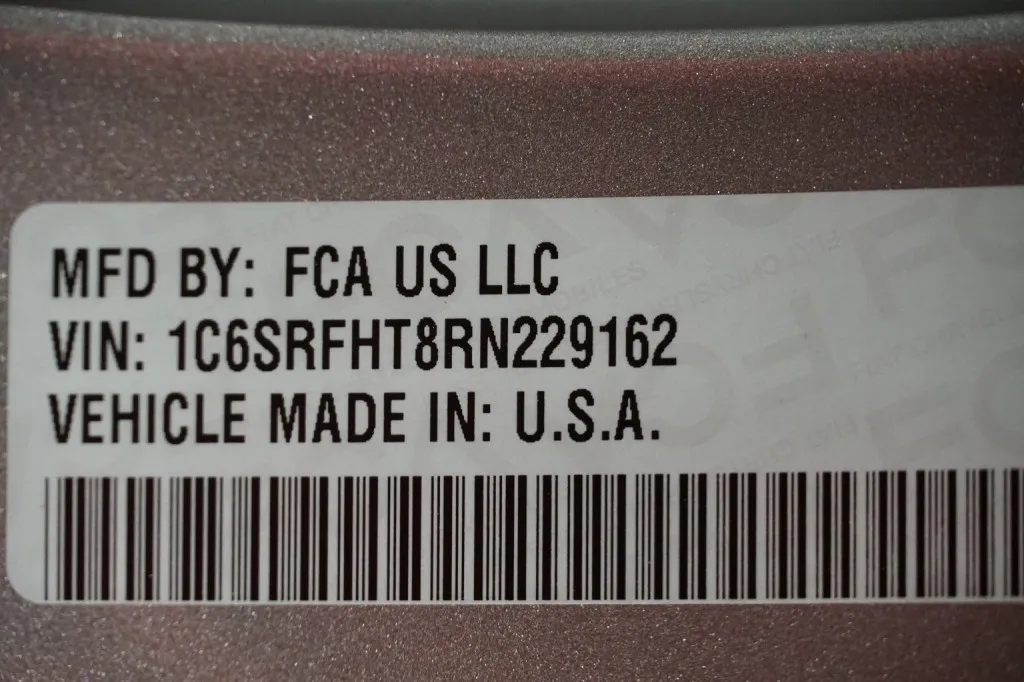 MFD BY: FCA US LLC
VIN: 1C6SRFHT8RN229162
VEHICLE MADE IN: U.S.A.